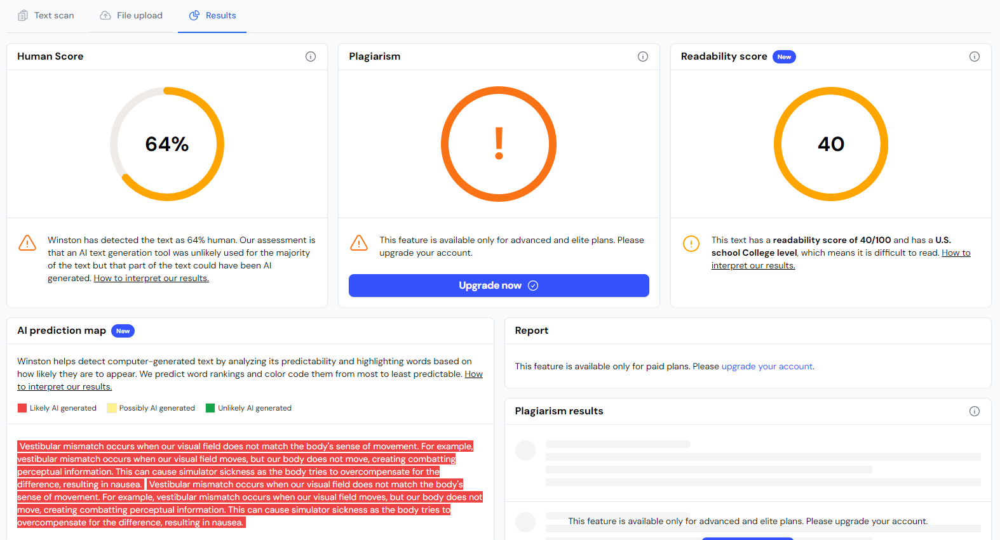 Text scan
File upload
Results
Human Score
64%
Winston has detected the text as 64% human. Our assessment is
that an AI text generation tool was unlikely used for the majority
of the text but that part of the text could have been AI
generated. How to interpret our results.
Plagiarism
!
This feature is available only for advanced and elite plans. Please
upgrade your account.
Upgrade now
Readability score New
40
This text has a readability score of 40/100 and has a U.S.
school College level, which means it is difficult to read. How to
interpret our results.
AI prediction map New
Winston helps detect computer-generated text by analyzing its predictability and highlighting words based on
how likely they are to appear. We predict word rankings and color code them from most to least predictable. How
to interpret our results.
Likely AI generated
Possibly AI generated
Unlikely AI generated
Vestibular mismatch occurs when our visual field does not match the body's sense of movement. For example,
vestibular mismatch occurs when our visual field moves, but our body does not move, creating combatting
perceptual information. This can cause simulator sickness as the body tries to overcompensate for the
difference, resulting in nausea. Vestibular mismatch occurs when our visual field does not match the body's
sense of movement. For example, vestibular mismatch occurs when our visual field moves, but our body does not
move, creating combatting perceptual information. This can cause simulator sickness as the body tries to
overcompensate for the difference, resulting in nausea.
Report
This feature is available only for paid plans. Please upgrade your account.
Plagiarism results
This feature is available only for advanced and elite plans. Please upgrade your account.